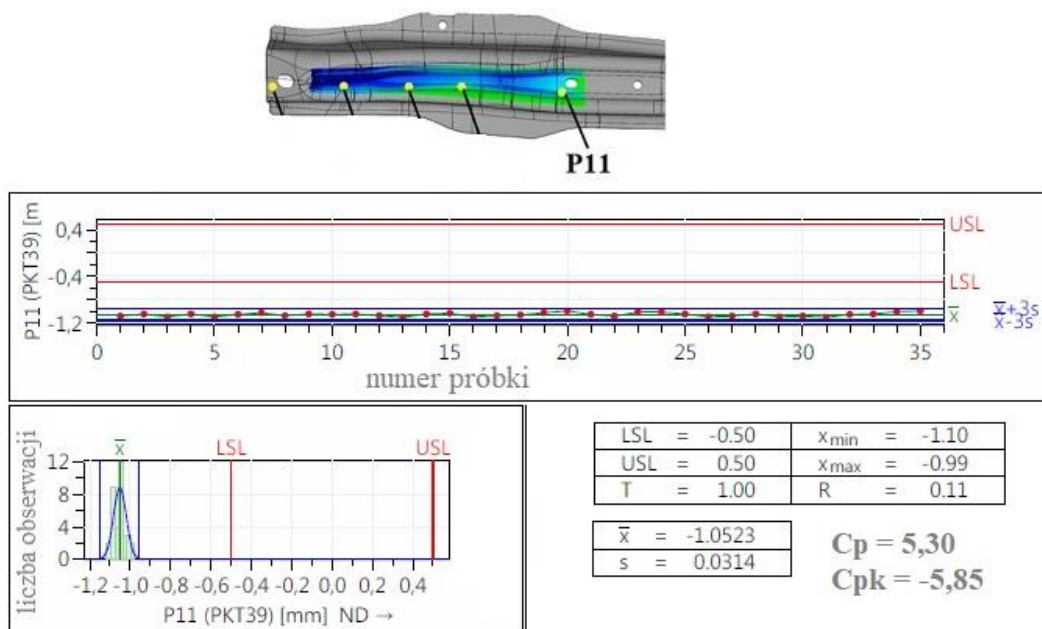 P11
P11 (PKT39) [m
0,4
-0,4
-1,2
USL
LSL
x̄
x̄+3s
x̄-3s
0 5 10 15 20 25 30 35
numer próbki
liczba obserwacji
x̄ LSL USL
12
8
4
0
-1,2 -1,0 -0,8 -0,6 -0,4 -0,2 0,0 0,2 0,4
P11 (PKT39) [mm] ND →
LSL = -0.50 xmin = -1.10
USL = 0.50 xmax = -0.99
T = 1.00 R = 0.11
x̄ = -1.0523
s = 0.0314
Cp = 5,30
Cpk = -5,85